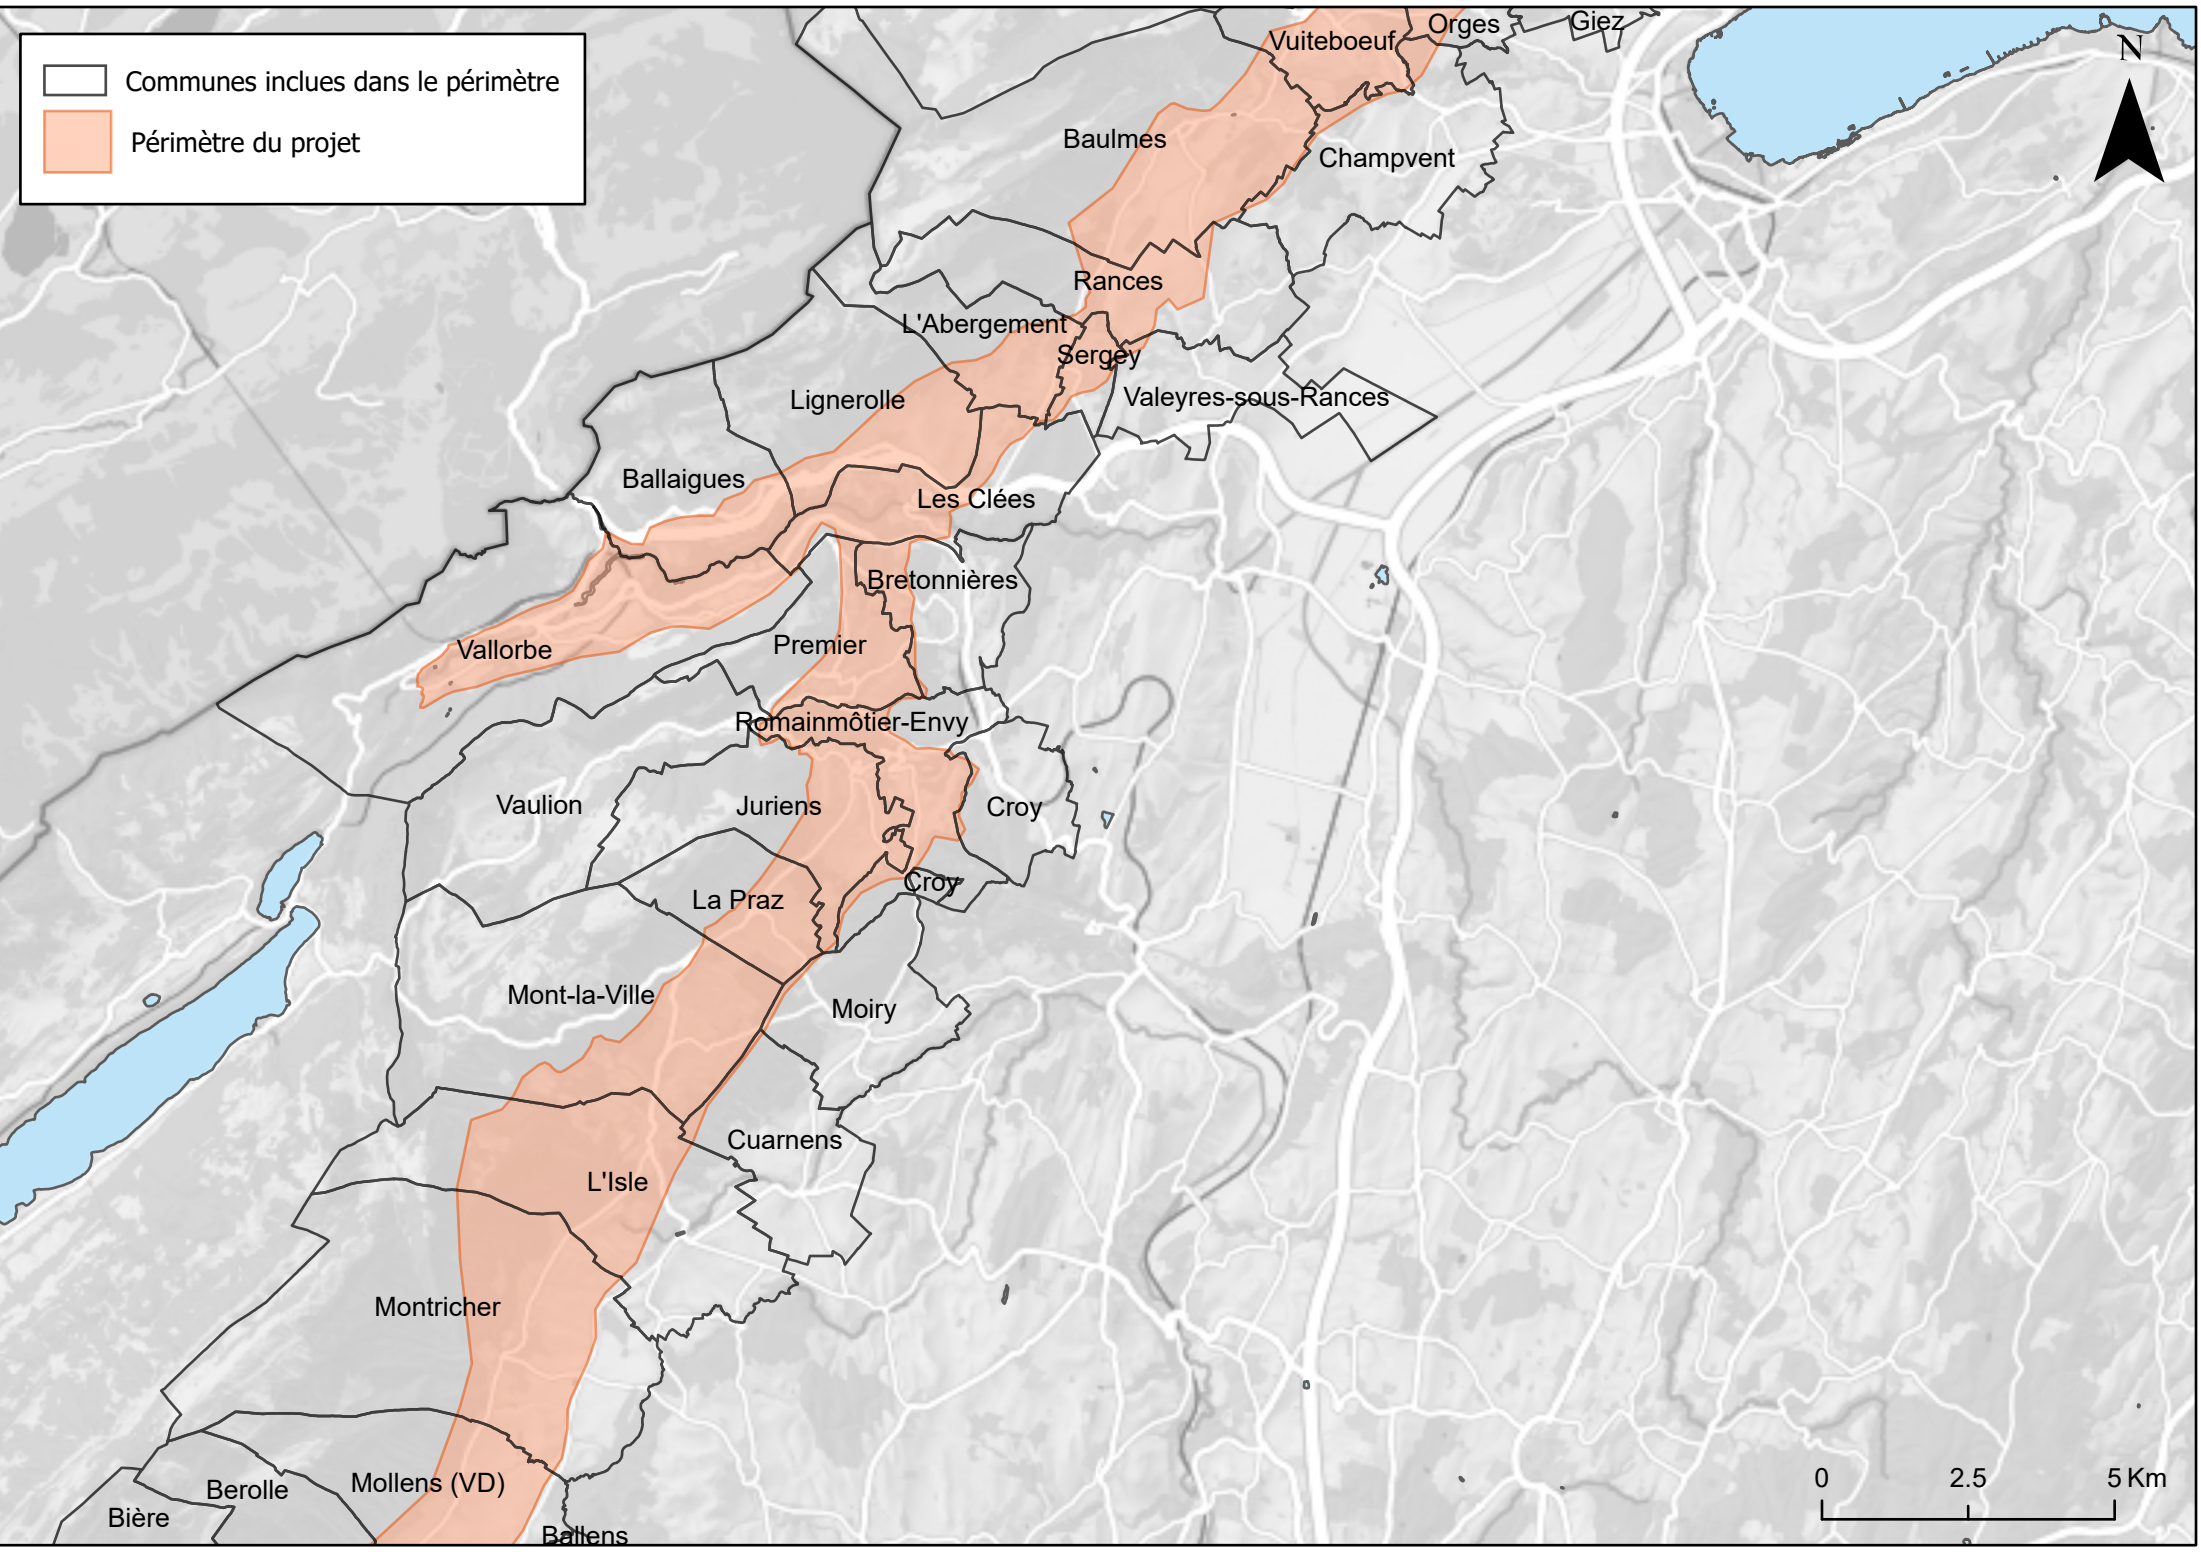 Communes inclues dans le périmètre
Périmètre du projet
Orges
Giez
Vuiteboeuf
N
Baulmes
Champvent
Rances
L'Abergement
Sergey
Lignerolle
Valeyres-sous-Rances
Ballaigues
Les Clées
Bretonnières
Premier
Vallorbe
Romainmôtier-Envy
Vaulion
Juriens
Croy
Croy
La Praz
Mont-la-Ville
Moiry
Cuarnens
L'Isle
Montricher
Mollens (VD)
Berolle
Bière
Ballens
0 2.5 5 Km